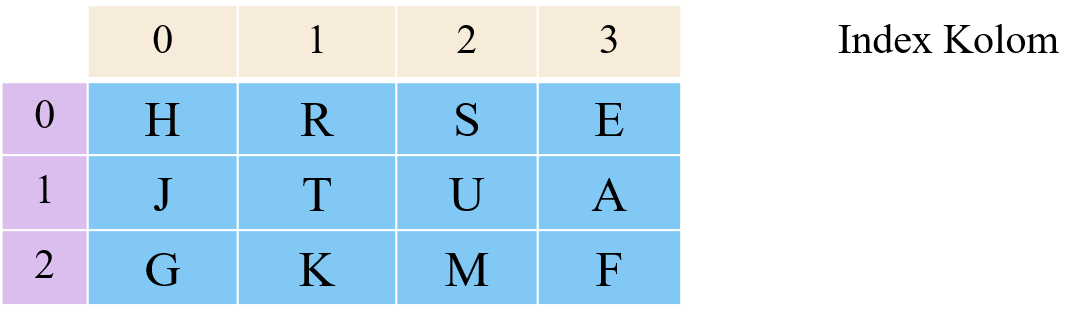 0 1 2 3 Index Kolom
0 H R S E
1 J T U A
2 G K M F